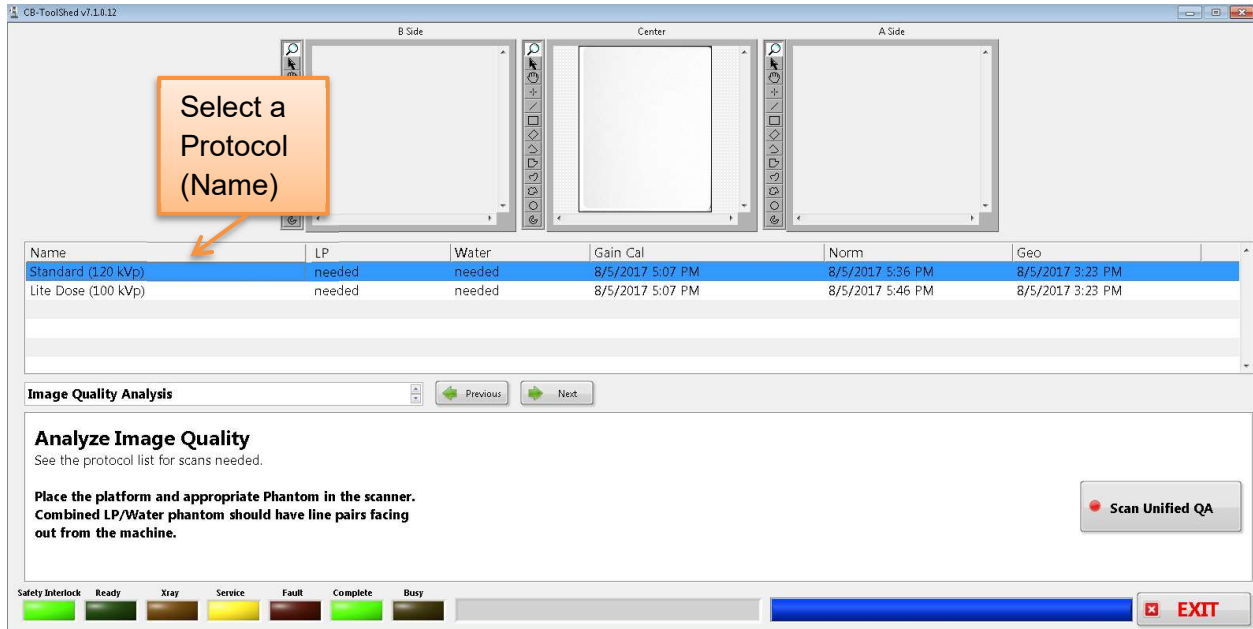 CB-ToolShed v7.1.0.12
B Side
Center
A Side
Select a
Protocol
(Name)
Name LP Water Gain Cal Norm Geo
Standard (120 kVp) needed needed 8/5/2017 5:07 PM 8/5/2017 5:36 PM 8/5/2017 3:23 PM
Lite Dose (100 kVp) needed needed 8/5/2017 5:07 PM 8/5/2017 5:46 PM 8/5/2017 3:23 PM
Image Quality Analysis
Previous
Next
Analyze Image Quality
See the protocol list for scans needed.
Place the platform and appropriate Phantom in the scanner.
Combined LP/Water phantom should have line pairs facing
out from the machine.
Scan Unified QA
Safety Interlock Ready Xray Service Fault Complete Busy
EXIT